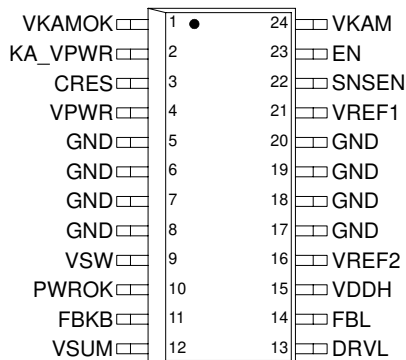 VKAMOK 1 24 VKAM
KA_VPWR 2 23 EN
CRES 3 22 SNSEN
VPWR 4 21 VREF1
GND 5 20 GND
GND 6 19 GND
GND 7 18 GND
GND 8 17 GND
VSW 9 16 VREF2
PWROK 10 15 VDDH
FBKB 11 14 FBL
VSUM 12 13 DRVL